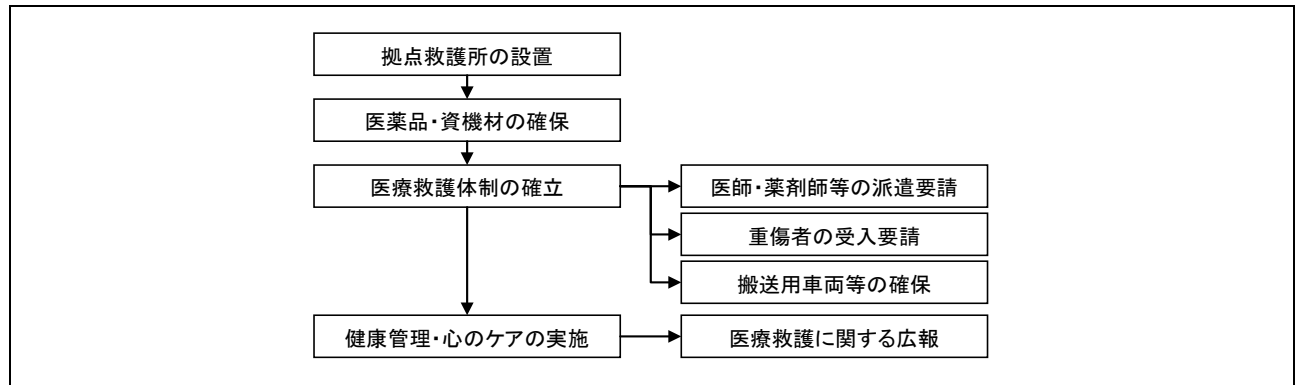 拠点救護所の設置
医薬品・資機材の確保
医療救護体制の確立
医師・薬剤師等の派遣要請
重傷者の受入要請
搬送用車両等の確保
健康管理・心のケアの実施
医療救護に関する広報